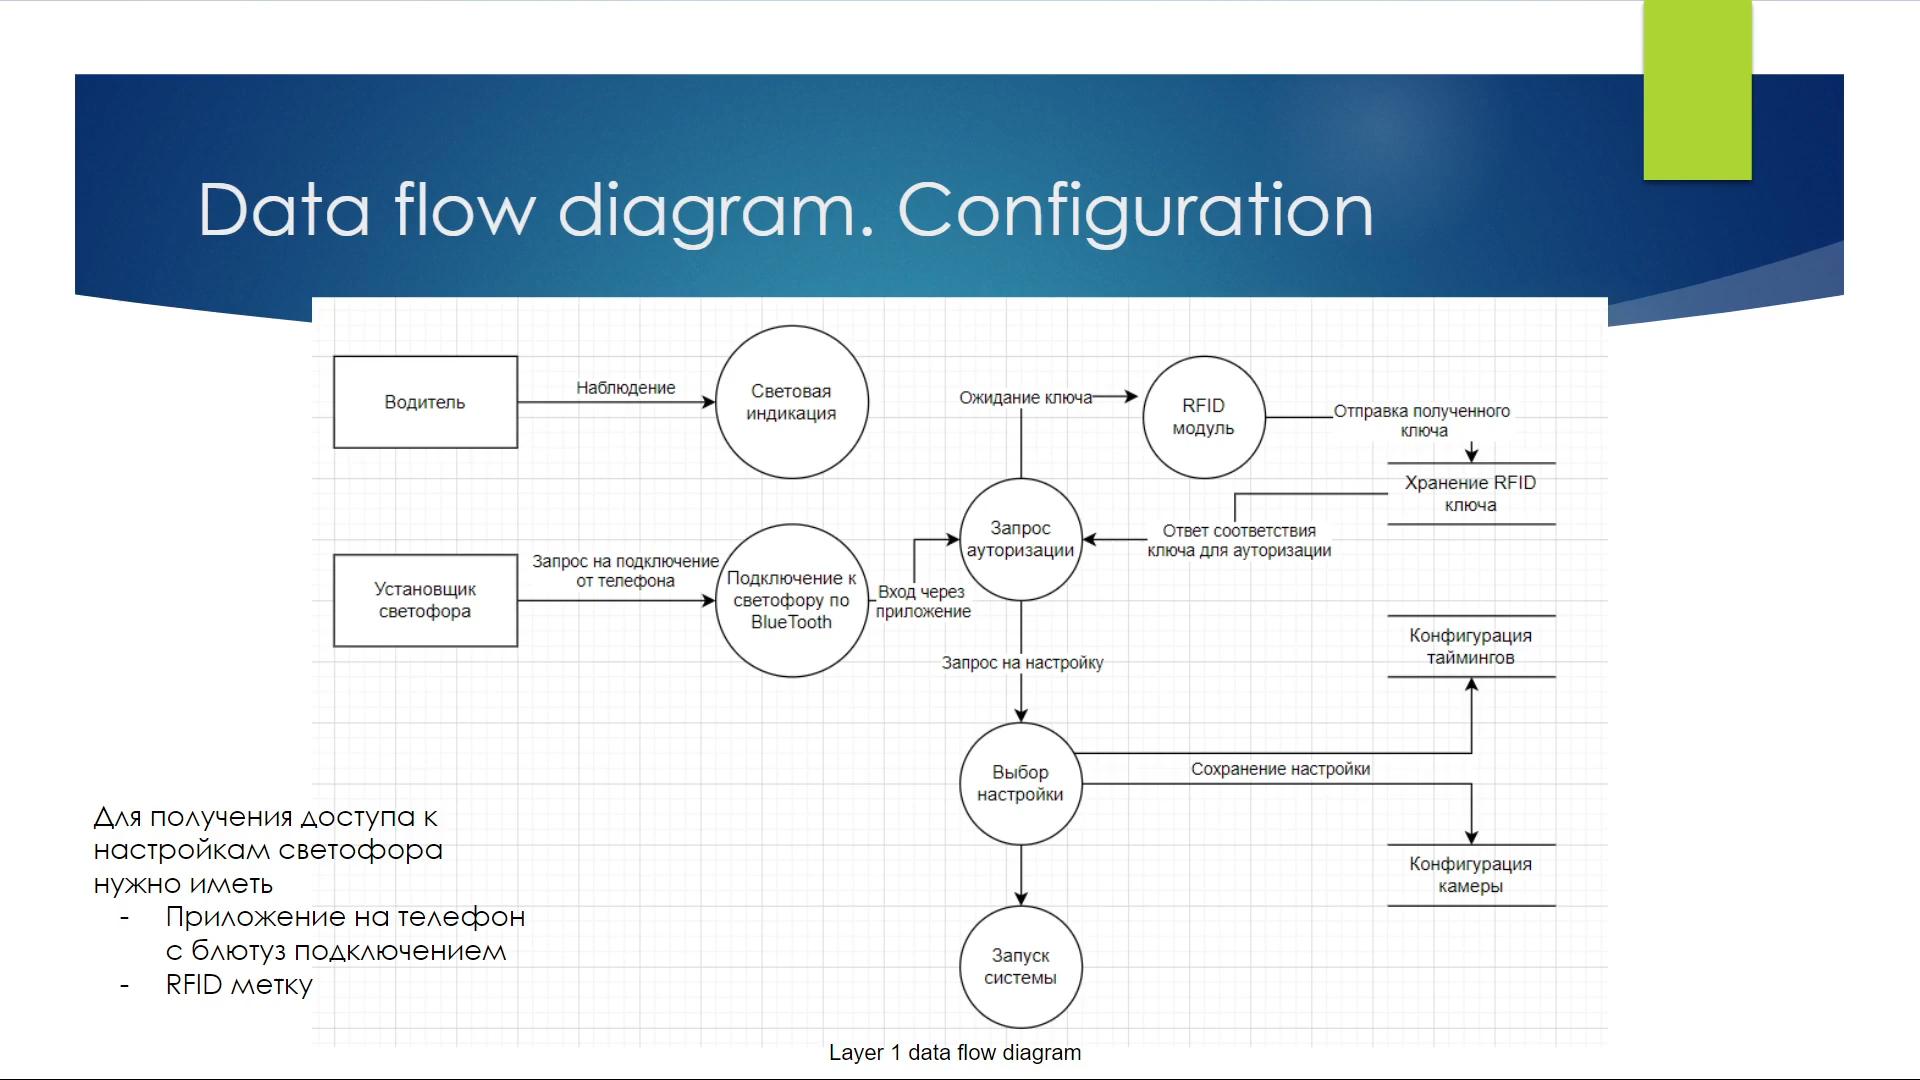 Data flow diagram. Configuration
Водитель
Наблюдение
Световая
индикация
Ожидание ключа
RFID
модуль
Отправка полученного
ключа
Хранение RFID
ключа
Ответ соответствия
ключа для ауторизации
Запрос
ауторизации
Установщик
светофора
Запрос на подключение
от телефона
Подключение к
светофору по
BlueTooth
Вход через
приложение
Запрос на настройку
Конфигурация
таймингов
Выбор
настройки
Сохранение настройки
Конфигурация
камеры
Запуск
системы
Для получения доступа к
настройкам светофора
нужно иметь
- Приложение на телефон
с блютуз подключением
- RFID метку
Layer 1 data flow diagram